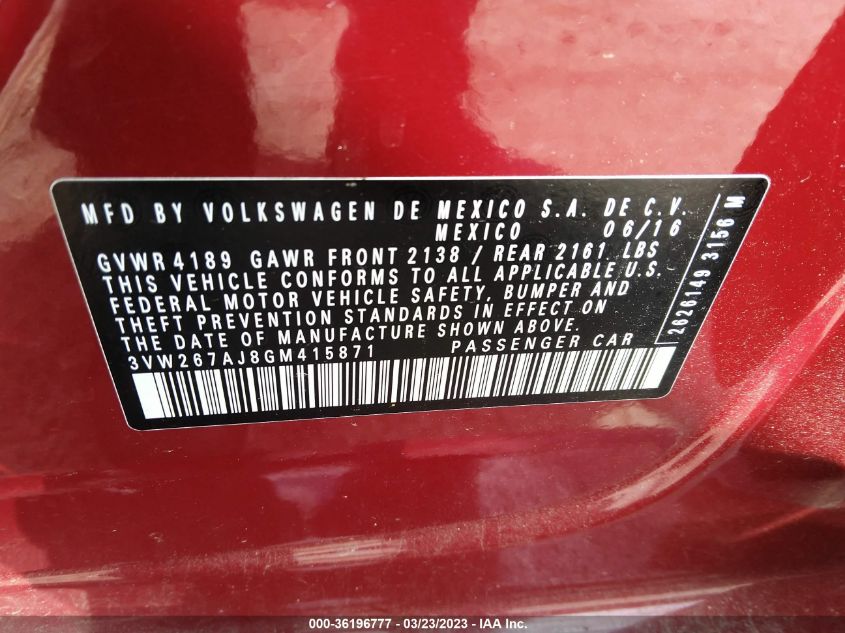 MFD BY VOLKSWAGEN DE MEXICO S.A. DE C.V.
MEXICO 06/16
GVWR 4189 GAWR FRONT 2138 / REAR 2161 LBS
THIS VEHICLE CONFORMS TO ALL APPLICABLE U.S.
FEDERAL MOTOR VEHICLE SAFETY, BUMPER AND
THEFT PREVENTION STANDARDS IN EFFECT ON
THE DATE OF MANUFACTURE SHOWN ABOVE.
3VW267AJ8GM415871 PASSENGER CAR
2626149 3156 M
000-36196777 / 03/23/2023 - © IAA Inc.